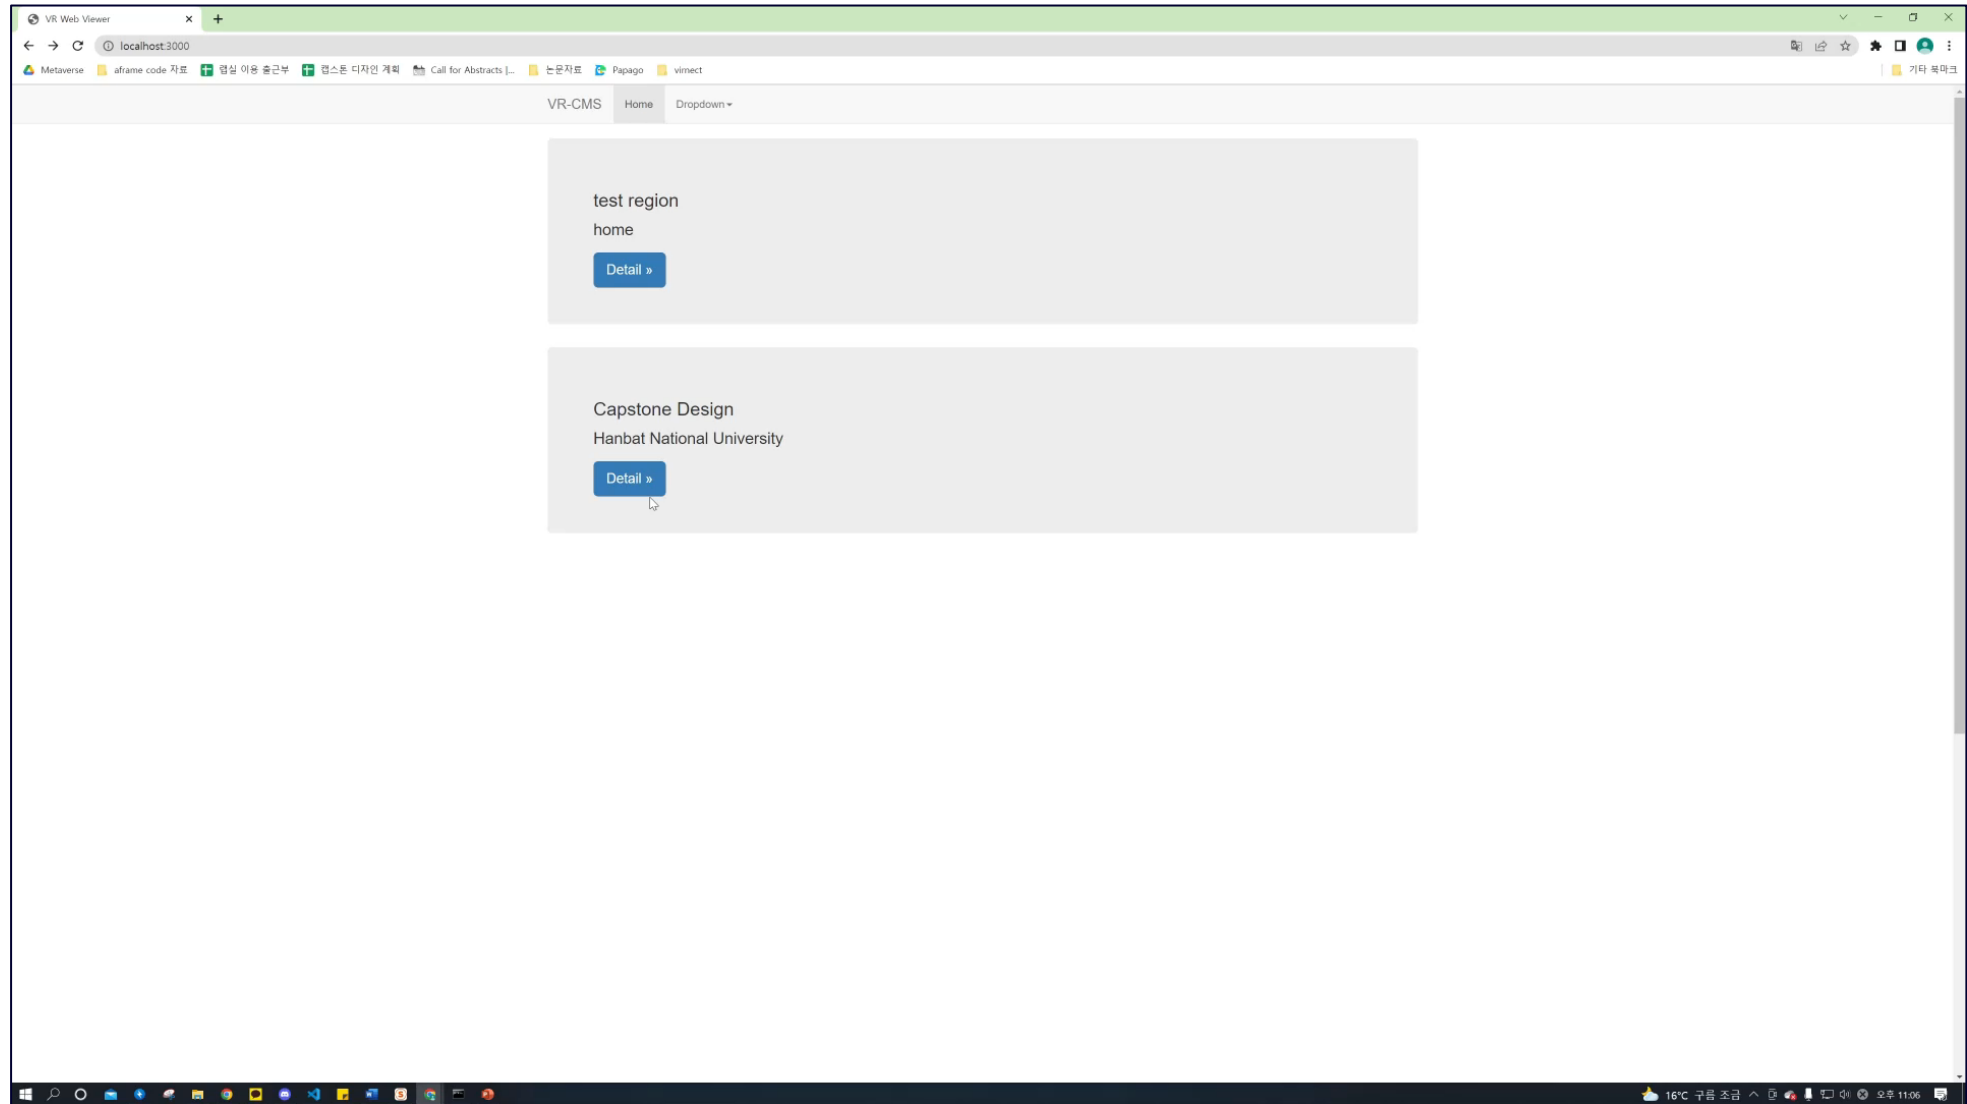 VR Web Viewer
localhost:3000
Metaverse aframe code 자료 랩실 이용 출근부 캡스톤 디자인 계획 Call for Abstracts |... 논문자료 Papago virnect 기타 북마크
VR-CMS Home Dropdown
test region
home
Detail »
Capstone Design
Hanbat National University
Detail »
16°C 구름 조금 오후 11:06